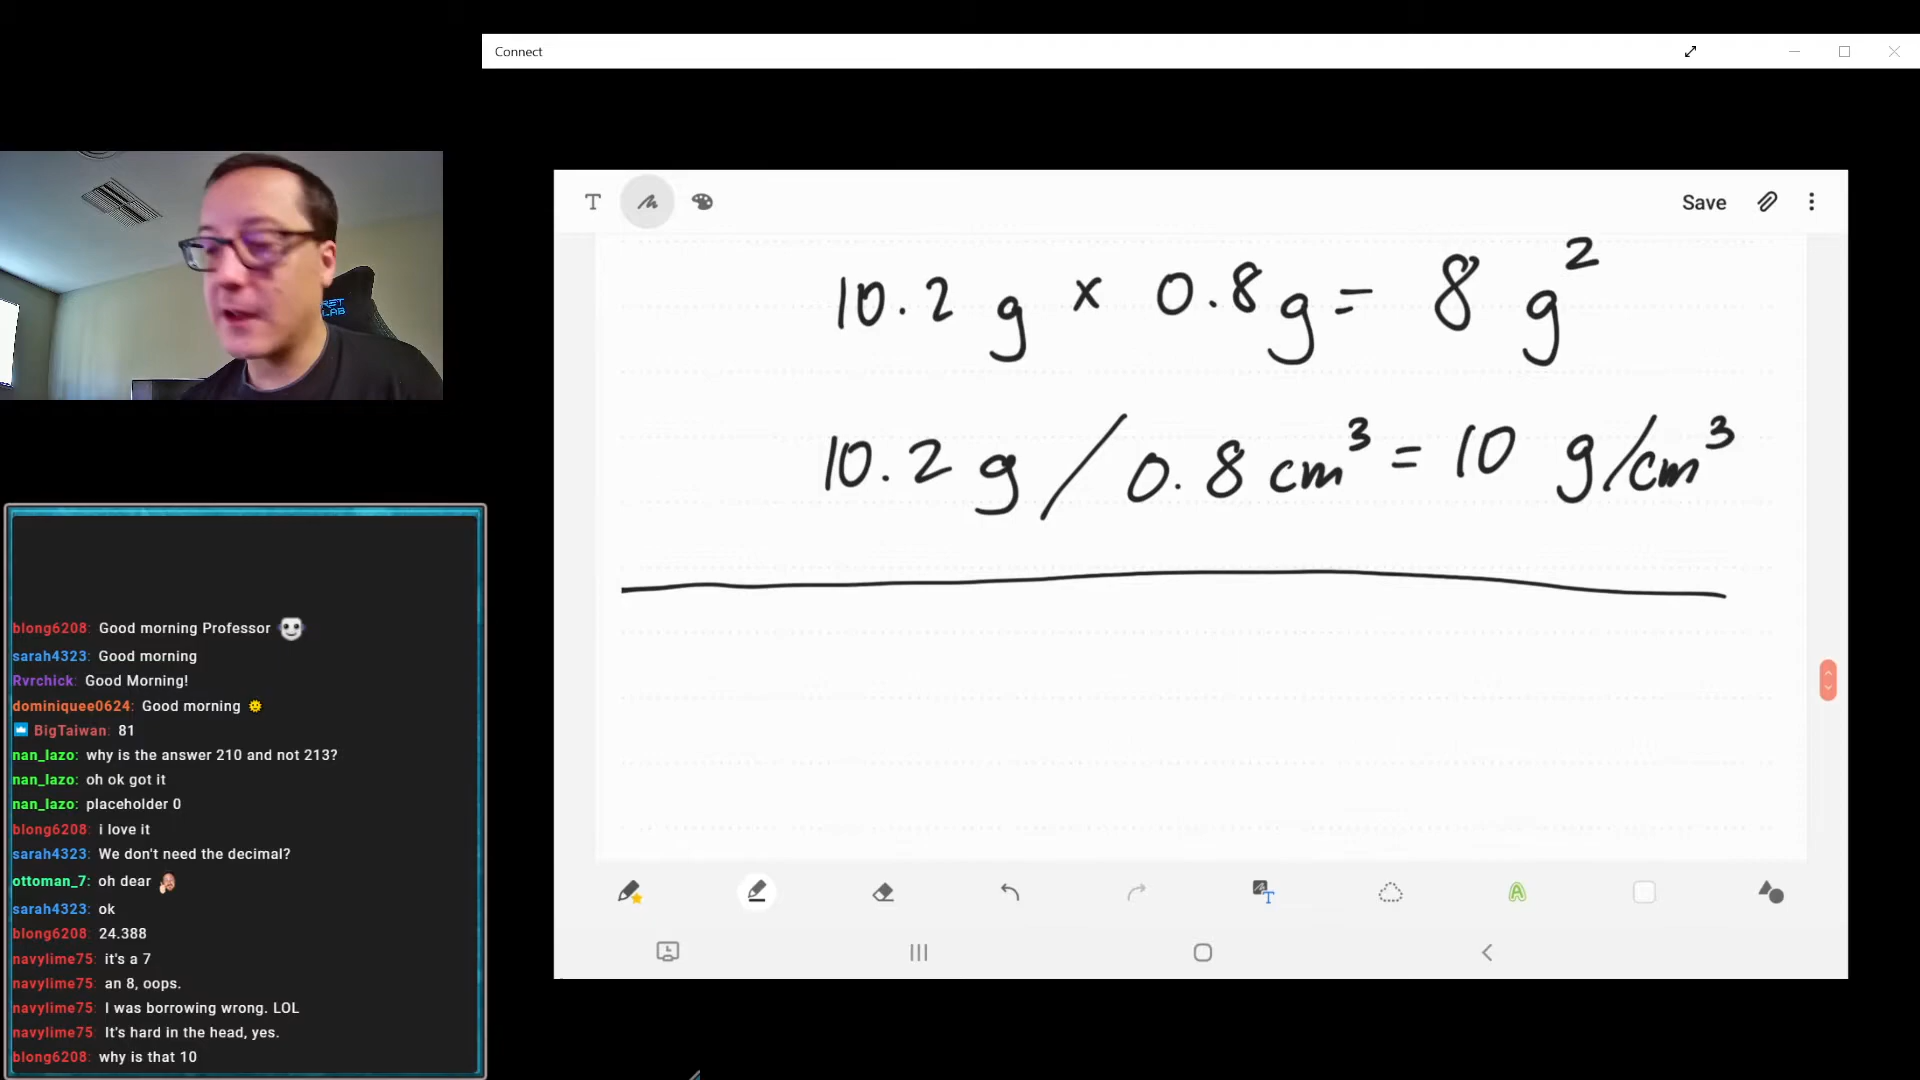 Connect
T
Save
10.2 g x 0.8g = 8 g²
10.2 g / 0.8 cm³ = 10 g/cm³
RET
LAB
blong6208: Good morning Professor
sarah4323: Good morning
Rvrchick: Good Morning!
dominiquee0624: Good morning 🌞
BigTaiwan: 81
nan_lazo: why is the answer 210 and not 213?
nan_lazo: oh ok got it
nan_lazo: placeholder 0
blong6208: i love it
sarah4323: We don't need the decimal?
ottoman_7: oh dear
sarah4323: ok
blong6208: 24.388
navylime75: it's a 7
navylime75: an 8, oops.
navylime75: I was borrowing wrong. LOL
navylime75: It's hard in the head, yes.
blong6208: why is that 10